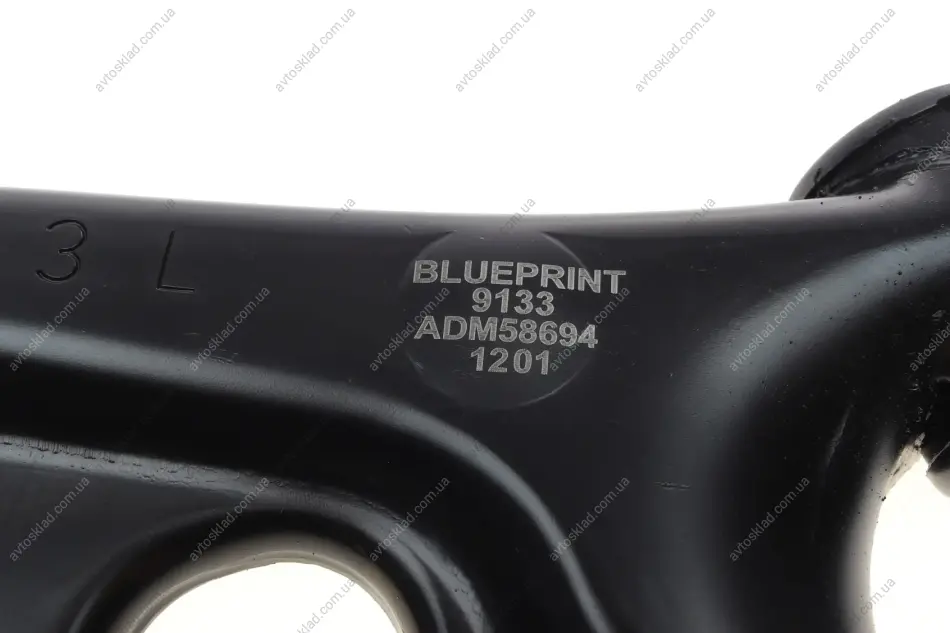 3 L
BLUEPRINT
9133
ADM58694
1201
avtosklad.com.ua